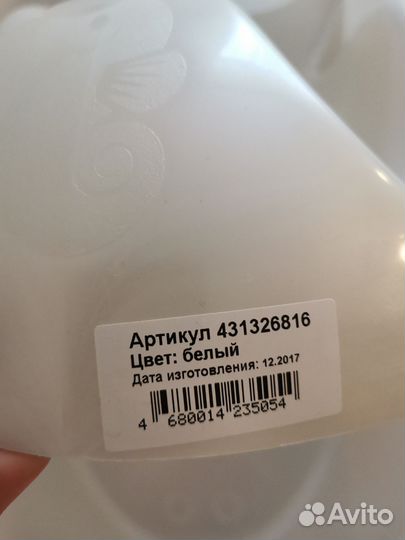 Артикул 431326816
Цвет: белый
Дата изготовления: 12.2017
4 680014 235054
Avito